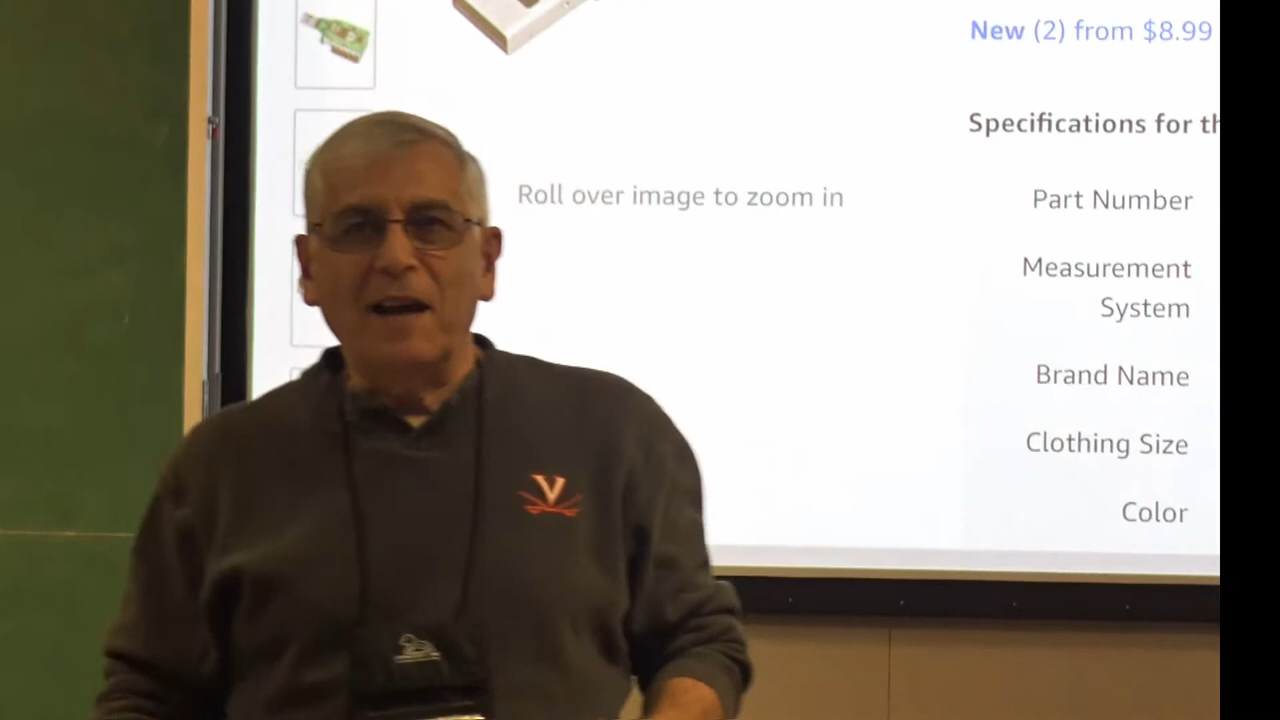 New (2) from $8.99
Specifications for th
Roll over image to zoom in
Part Number
Measurement
System
Brand Name
Clothing Size
Color
V